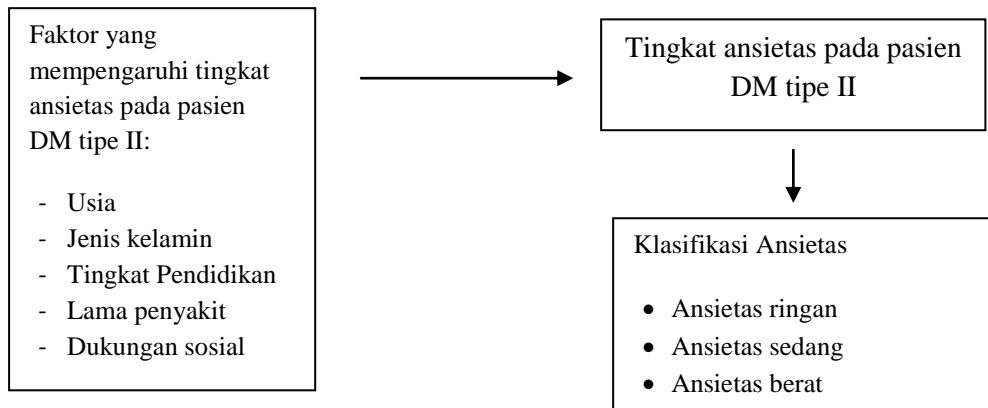 Faktor yang
mempengaruhi tingkat
ansietas pada pasien
DM tipe II:
- Usia
- Jenis kelamin
- Tingkat Pendidikan
- Lama penyakit
- Dukungan sosial
Tingkat ansietas pada pasien
DM tipe II
Klasifikasi Ansietas
• Ansietas ringan
• Ansietas sedang
• Ansietas berat